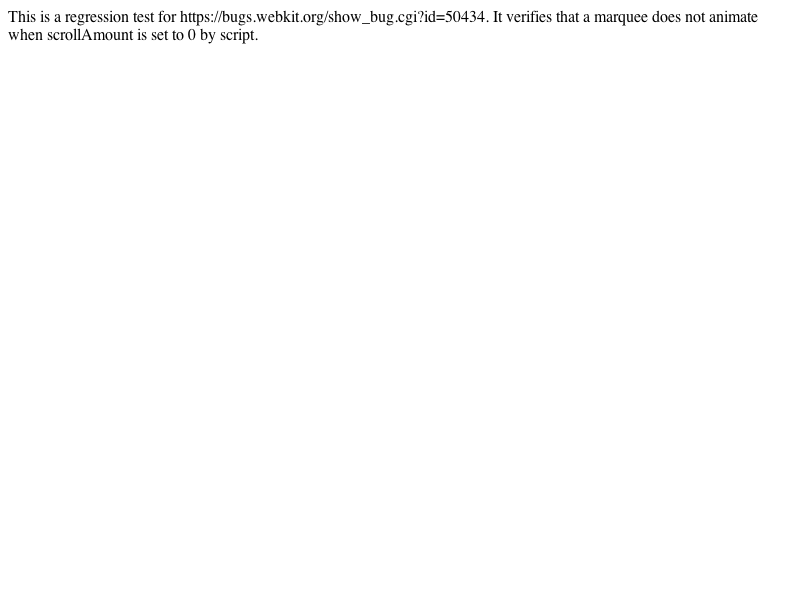 This is a regression test for https://bugs.webkit.org/show_bug.cgi?id=50434. It verifies that a marquee does not animate
when scrollAmount is set to 0 by script.